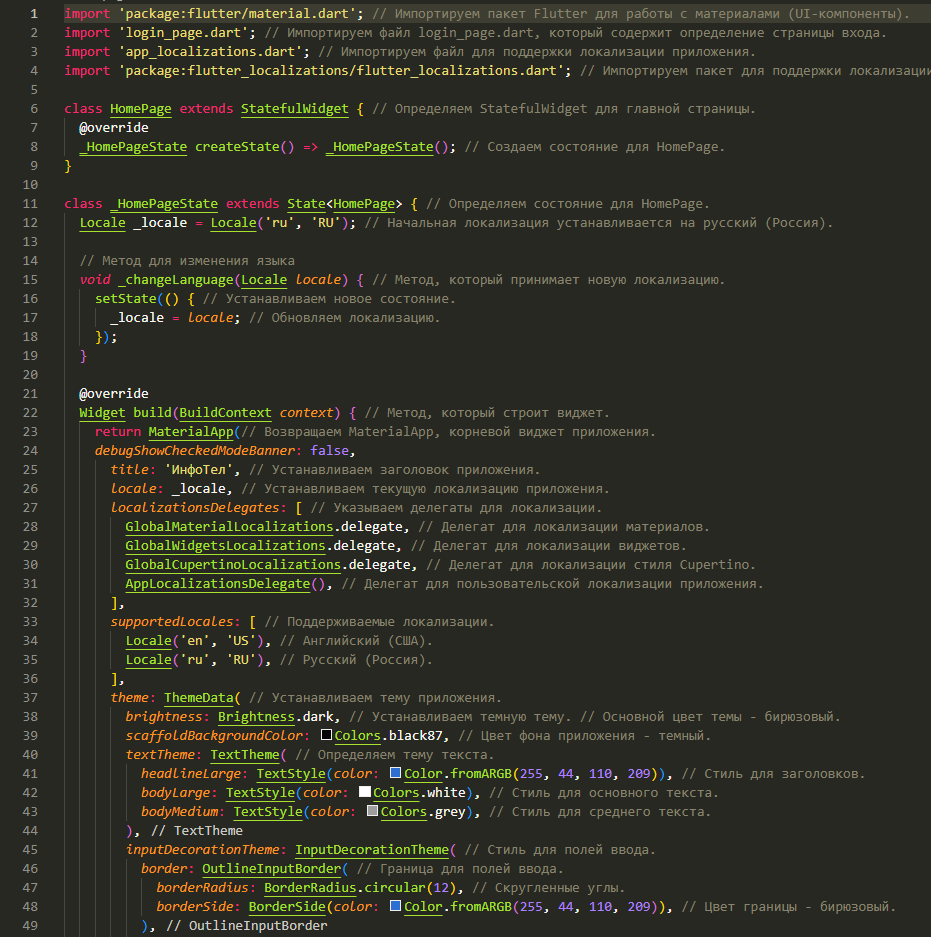 1 import 'package:flutter/material.dart'; // Импортируем пакет Flutter для работы с материалами (UI-компоненты).
2 import 'login_page.dart'; // Импортируем файл login_page.dart, который содержит определение страницы входа.
3 import 'app_localizations.dart'; // Импортируем файл для поддержки локализации приложения.
4 import 'package:flutter_localizations/flutter_localizations.dart'; // Импортируем пакет для поддержки локализации
5
6 class HomePage extends StatefulWidget { // Определяем StatefulWidget для главной страницы.
7 @override
8 _HomePageState createState() => _HomePageState(); // Создаем состояние для HomePage.
9 }
10
11 class _HomePageState extends State<HomePage> { // Определяем состояние для HomePage.
12 Locale _locale = Locale('ru', 'RU'); // Начальная локализация устанавливается на русский (Россия).
13
14 // Метод для изменения языка
15 void _changeLanguage(Locale locale) { // Метод, который принимает новую локализацию.
16 setState(() { // Устанавливаем новое состояние.
17 _locale = locale; // Обновляем локализацию.
18 });
19 }
20
21 @override
22 Widget build(BuildContext context) { // Метод, который строит виджет.
23 return MaterialApp(// Возвращаем MaterialApp, корневой виджет приложения.
24 debugShowCheckedModeBanner: false,
25 title: 'ИнфоТел', // Устанавливаем заголовок приложения.
26 locale: _locale, // Устанавливаем текущую локализацию приложения.
27 localizationsDelegates: [ // Указываем делегаты для локализации.
28 GlobalMaterialLocalizations.delegate, // Делегат для локализации материалов.
29 GlobalWidgetsLocalizations.delegate, // Делегат для локализации виджетов.
30 GlobalCupertinoLocalizations.delegate, // Делегат для локализации стиля Cupertino.
31 AppLocalizationsDelegate(), // Делегат для пользовательской локализации приложения.
32 ],
33 supportedLocales: [ // Поддерживаемые локализации.
34 Locale('en', 'US'), // Английский (США).
35 Locale('ru', 'RU'), // Русский (Россия).
36 ],
37 theme: ThemeData( // Устанавливаем тему приложения.
38 brightness: Brightness.dark, // Устанавливаем темную тему. // Основной цвет темы - бирюзовый.
39 scaffoldBackgroundColor: Colors.black87, // Цвет фона приложения - темный.
40 textTheme: TextTheme( // Определяем тему текста.
41 headlineLarge: TextStyle(color: Color.fromARGB(255, 44, 110, 209)), // Стиль для заголовков.
42 bodyLarge: TextStyle(color: Colors.white), // Стиль для основного текста.
43 bodyMedium: TextStyle(color: Colors.grey), // Стиль для среднего текста.
44 ), // TextTheme
45 inputDecorationTheme: InputDecorationTheme( // Стиль для полей ввода.
46 border: OutlineInputBorder( // Граница для полей ввода.
47 borderRadius: BorderRadius.circular(12), // Скругленные углы.
48 borderSide: BorderSide(color: Color.fromARGB(255, 44, 110, 209)), // Цвет границы - бирюзовый.
49 ), // OutlineInputBorder